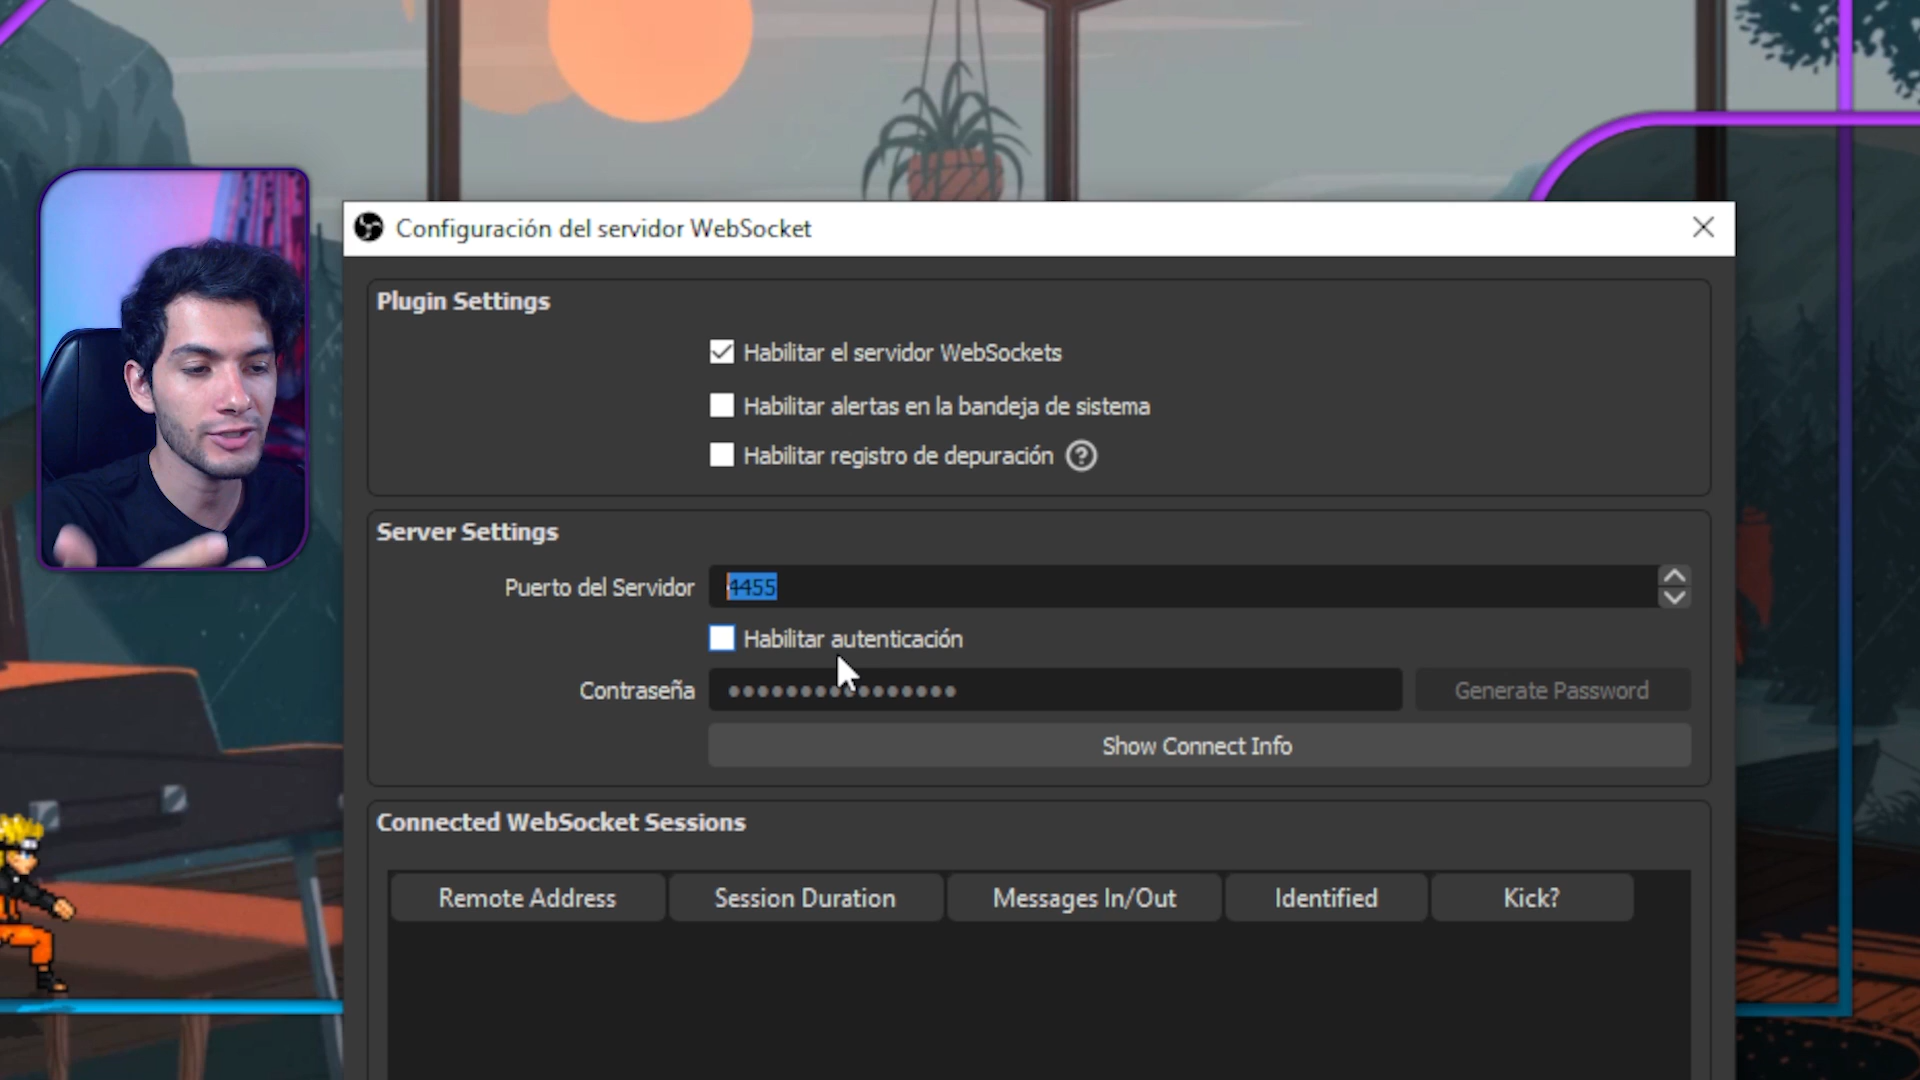 Configuración del servidor WebSocket
Plugin Settings
Habilitar el servidor WebSockets
Habilitar alertas en la bandeja de sistema
Habilitar registro de depuración
Server Settings
Puerto del Servidor 4455
Habilitar autenticación
Contraseña Generate Password
Show Connect Info
Connected WebSocket Sessions
Remote Address Session Duration Messages In/Out Identified Kick?